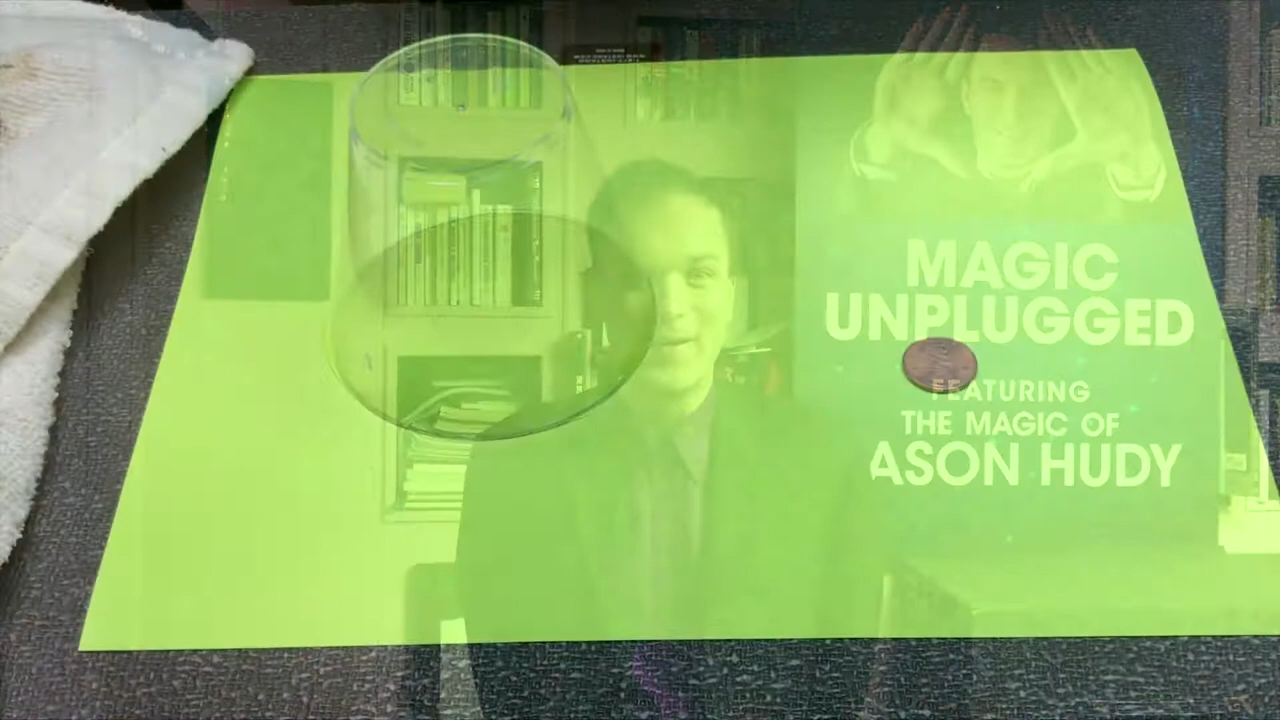 MAGIC
UNPLUGGED
FEATURING
THE MAGIC OF
ASON HUDY